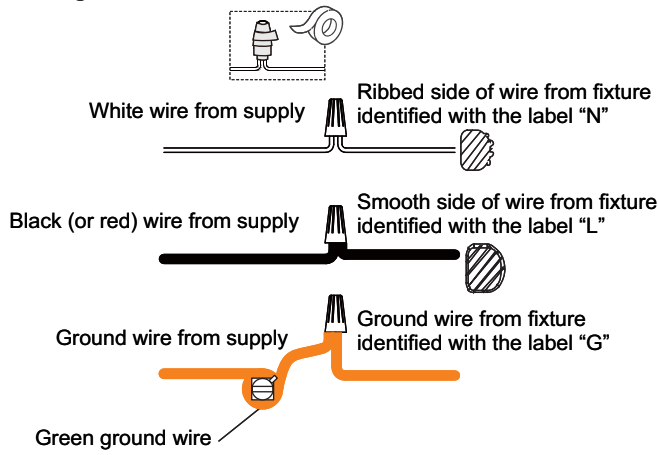 White wire from supply
Ribbed side of wire from fixture
identified with the label “N”
Black (or red) wire from supply
Smooth side of wire from fixture
identified with the label “L”
Ground wire from supply
Ground wire from fixture
identified with the label “G”
Green ground wire